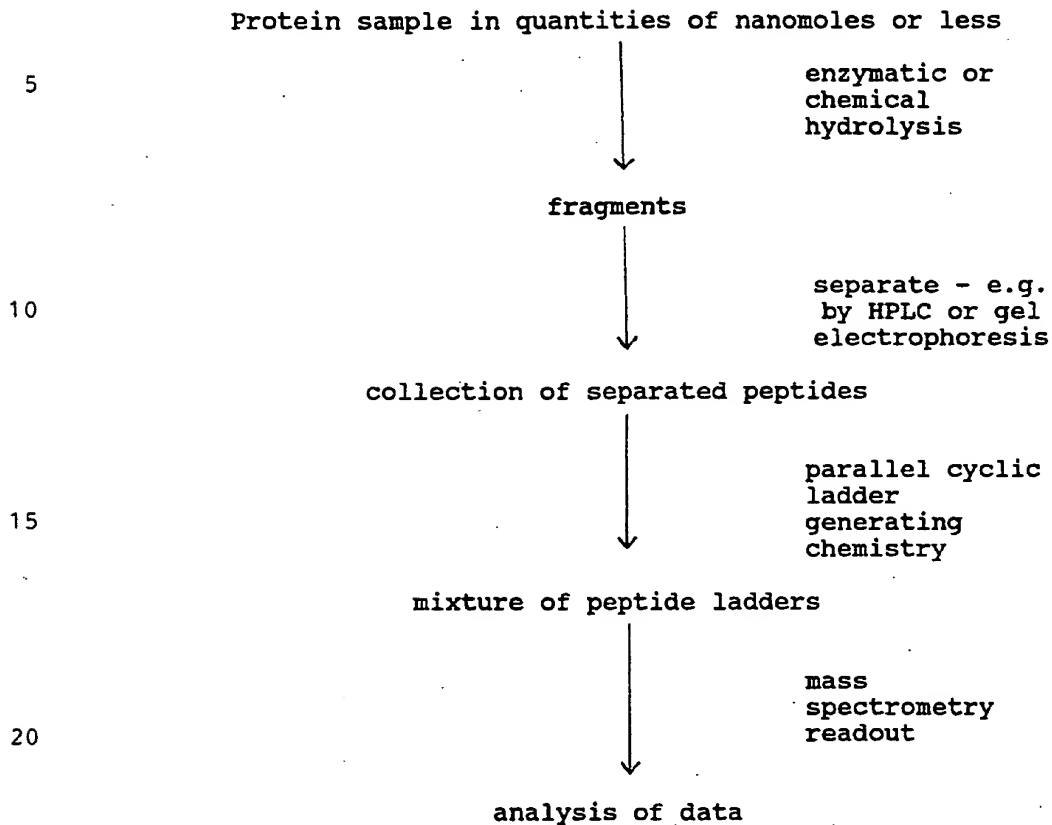 Protein sample in quantities of nanomoles or less
5
enzymatic or
chemical
hydrolysis
fragments
10
separate - e.g.
by HPLC or gel
electrophoresis
collection of separated peptides
15
parallel cyclic
ladder
generating
chemistry
mixture of peptide ladders
20
mass
spectrometry
readout
analysis of data